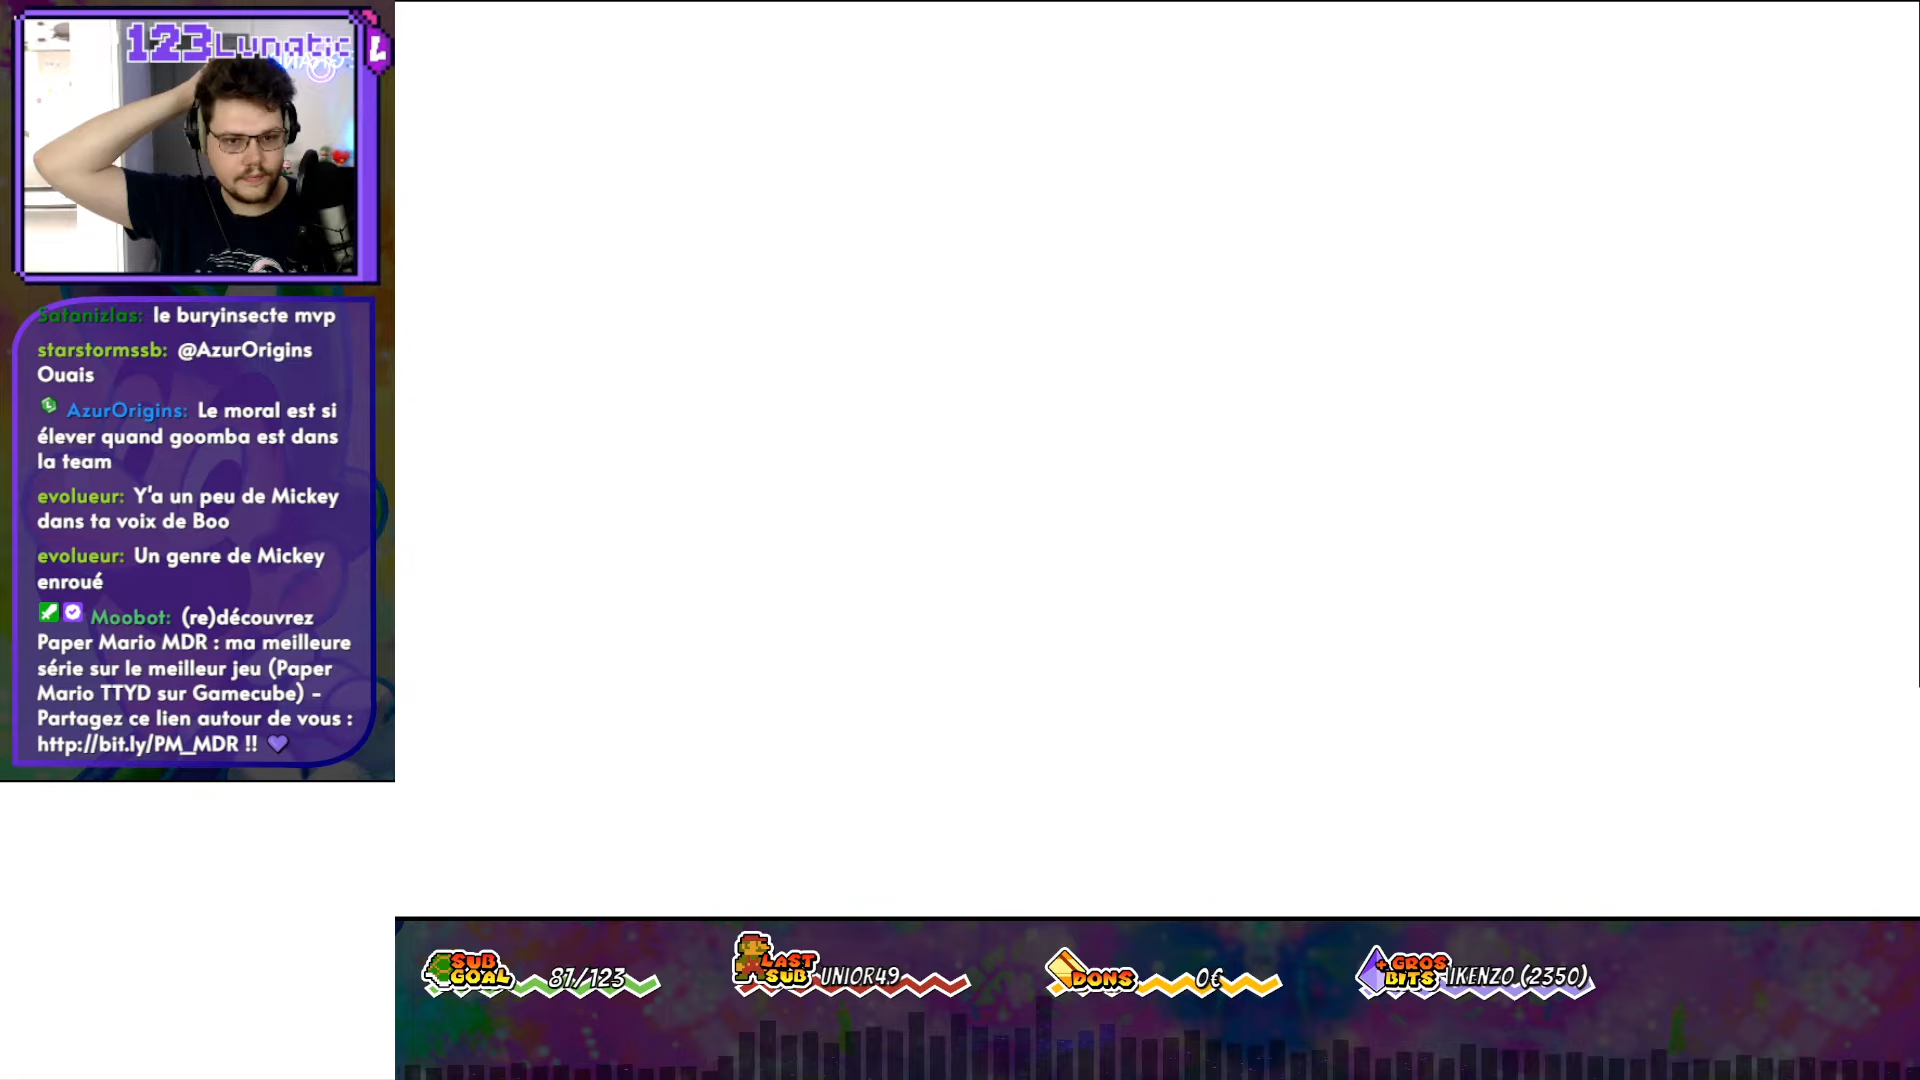 123Lunatic
Satanizlas: le buryinsecte mvp
starstormssb: @AzurOrigins
Ouais
AzurOrigins: Le moral est si
élever quand goomba est dans
la team
evolueur: Y'a un peu de Mickey
dans ta voix de Boo
evolueur: Un genre de Mickey
enroué
Moobot: (re)découvrez
Paper Mario MDR : ma meilleure
série sur le meilleur jeu (Paper
Mario TTYD sur Gamecube) -
Partagez ce lien autour de vous :
http://bit.ly/PM_MDR !! 💜
SUB GOAL 81/123
LAST SUB UNIOR49
DONS 0€
+GROS BITS IKENZO (2350)